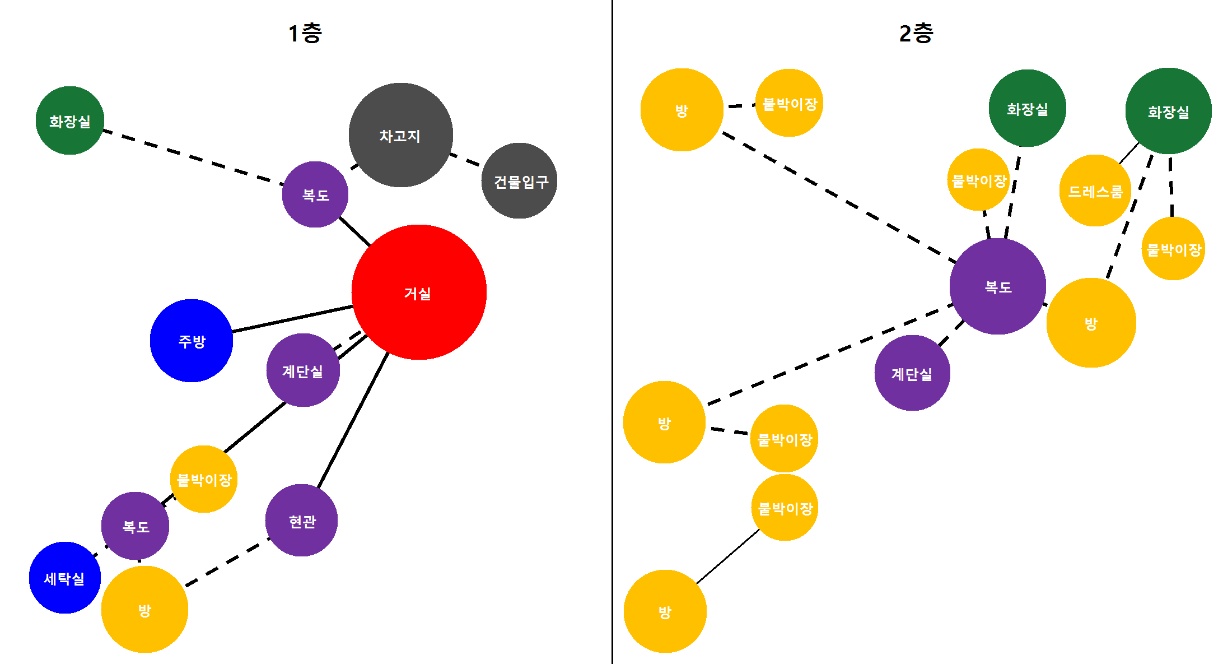 1층
화장실
차고지
건물입구
복도
거실
주방
계단실
붙박이장
복도
현관
세탁실
방
2층
방
붙박이장
화장실
화장실
붙박이장
드레스룸
붙박이장
복도
방
계단실
방
붙박이장
붙박이장
방